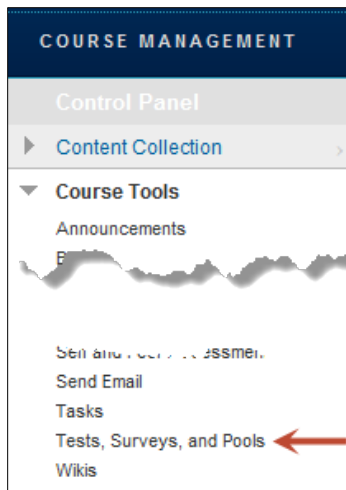 COURSE MANAGEMENT
Control Panel
Content Collection
Course Tools
Announcements
Send Email
Tasks
Tests, Surveys, and Pools
Wikis